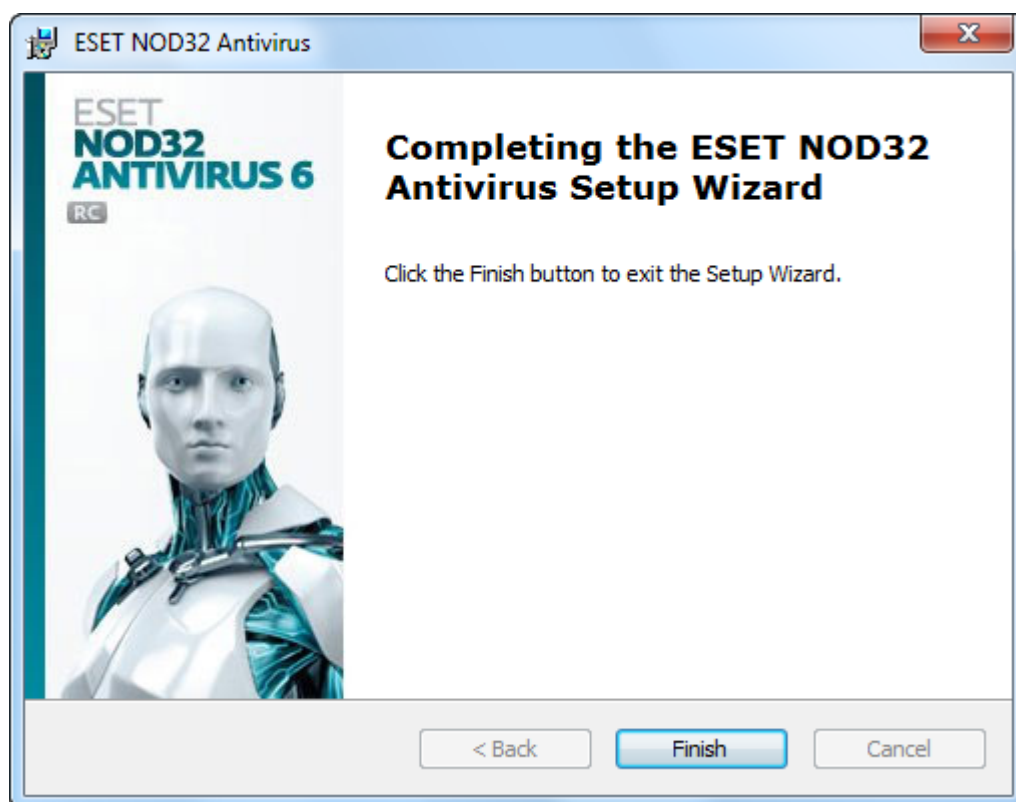 ESET NOD32 Antivirus
ESET
NOD32
ANTIVIRUS 6
RC
Completing the ESET NOD32
Antivirus Setup Wizard
Click the Finish button to exit the Setup Wizard.
< Back
Finish
Cancel